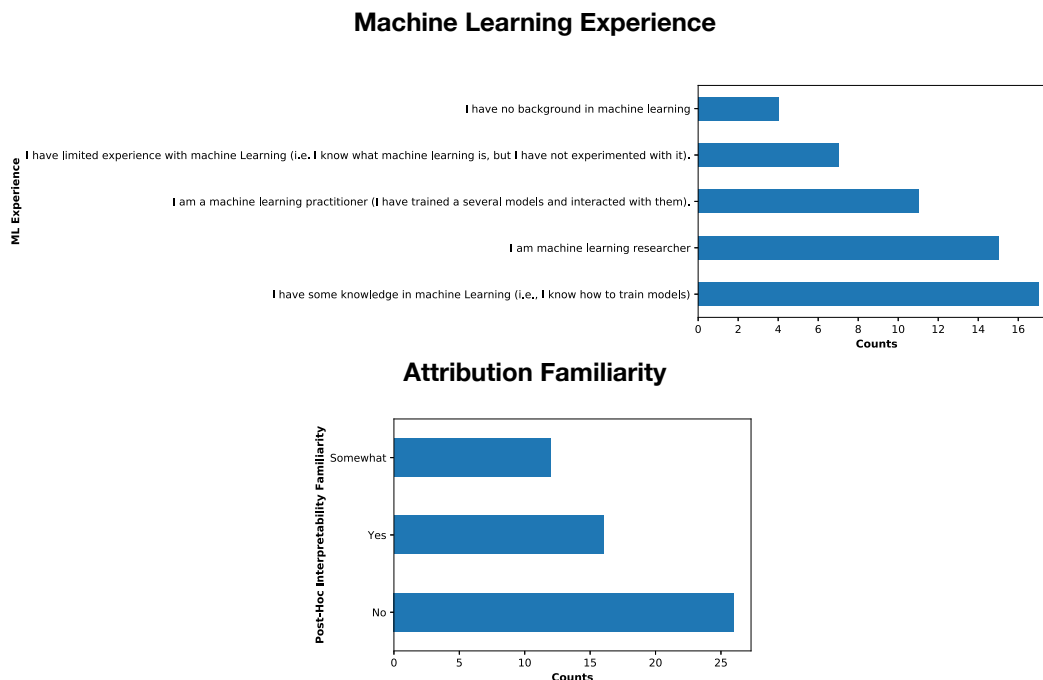 Machine Learning Experience
ML Experience
I have no background in machine learning
I have limited experience with machine Learning (i.e. I know what machine learning is, but I have not experimented with it).
I am a machine learning practitioner (I have trained a several models and interacted with them).
I am machine learning researcher
I have some knowledge in machine Learning (i.e., I know how to train models)
0 2 4 6 8 10 12 14 16
Counts
Attribution Familiarity
Post-Hoc Interpretability Familiarity
Somewhat
Yes
No
0 5 10 15 20 25
Counts